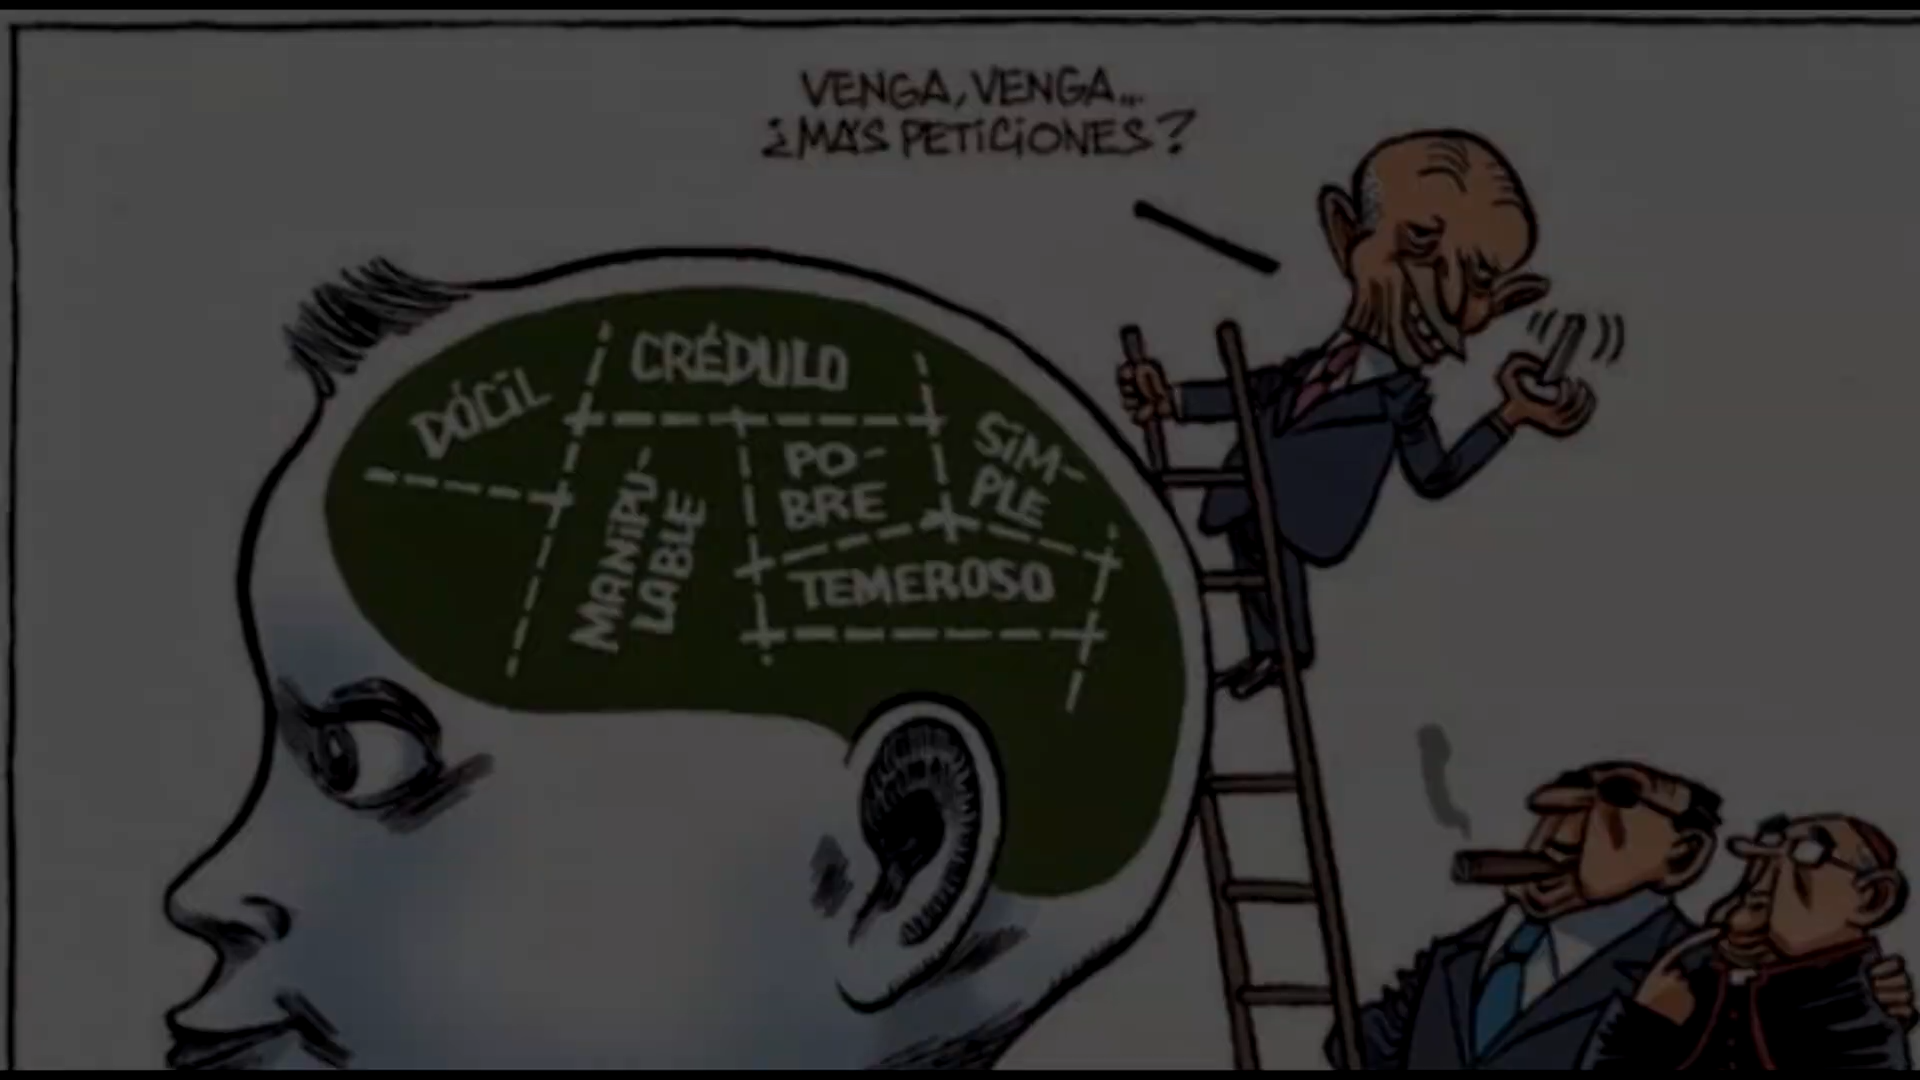 VENGA, VENGA...
¿MÁS PETICIONES?
DÓCIL
CRÉDULO
MANIPU-
LABLE
PO-
BRE
SIM-
PLE
TEMEROSO